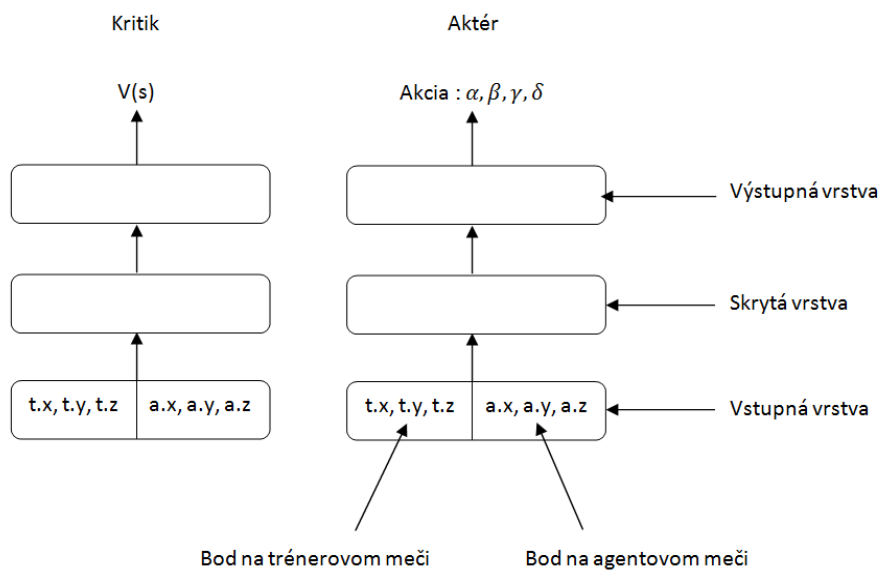 Kritik
Aktér
V(s)
Akcia : α, β, γ, δ
Výstupná vrstva
Skrytá vrstva
t.x, t.y, t.z
a.x, a.y, a.z
t.x, t.y, t.z
a.x, a.y, a.z
Vstupná vrstva
Bod na trénerovom meči
Bod na agentovom meči